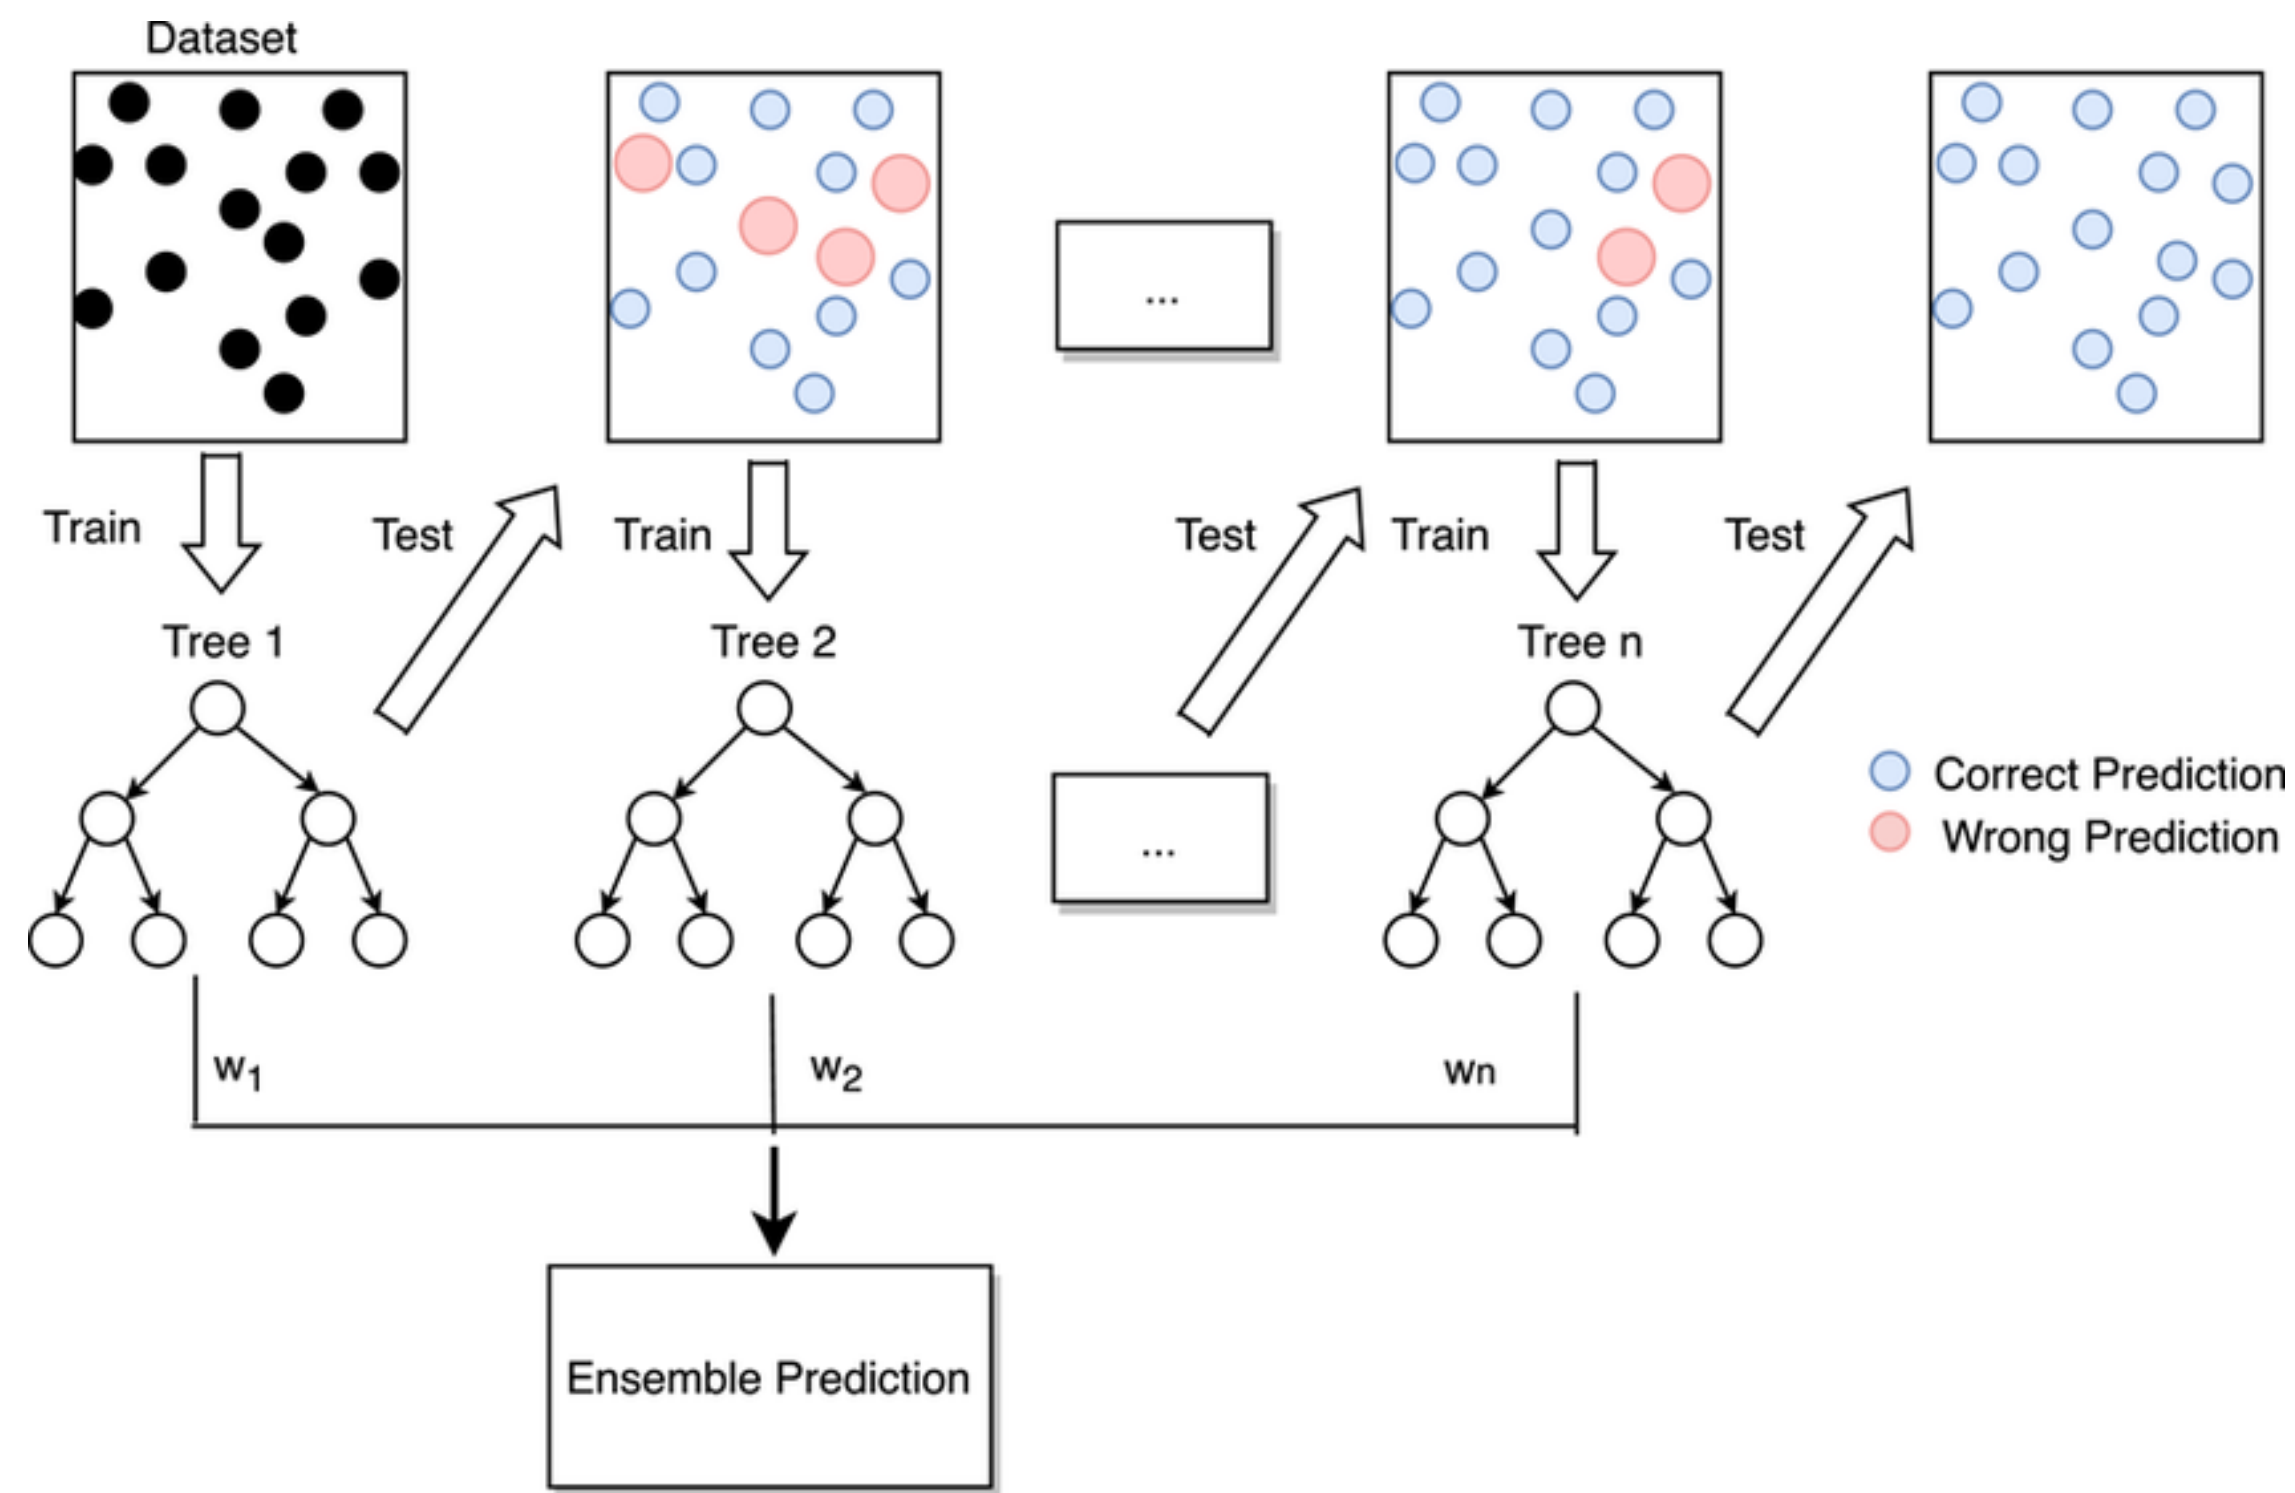 Dataset
...
Train
Test
Train
Test
Train
Test
Tree 1
Tree 2
Tree n
...
Correct Prediction
Wrong Prediction
w1
w2
wn
Ensemble Prediction